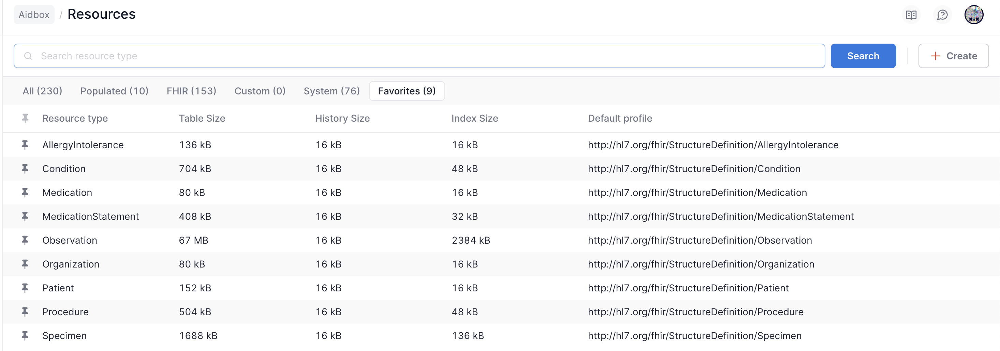 Aidbox / Resources
Search resource type
Search
Create
All (230) Populated (10) FHIR (153) Custom (0) System (76) Favorites (9)
Resource type Table Size History Size Index Size Default profile
AllergyIntolerance 136 kB 16 kB 16 kB http://hl7.org/fhir/StructureDefinition/AllergyIntolerance
Condition 704 kB 16 kB 48 kB http://hl7.org/fhir/StructureDefinition/Condition
Medication 80 kB 16 kB 16 kB http://hl7.org/fhir/StructureDefinition/Medication
MedicationStatement 408 kB 16 kB 32 kB http://hl7.org/fhir/StructureDefinition/MedicationStatement
Observation 67 MB 16 kB 2384 kB http://hl7.org/fhir/StructureDefinition/Observation
Organization 80 kB 16 kB 16 kB http://hl7.org/fhir/StructureDefinition/Organization
Patient 152 kB 16 kB 16 kB http://hl7.org/fhir/StructureDefinition/Patient
Procedure 504 kB 16 kB 48 kB http://hl7.org/fhir/StructureDefinition/Procedure
Specimen 1688 kB 16 kB 136 kB http://hl7.org/fhir/StructureDefinition/Specimen